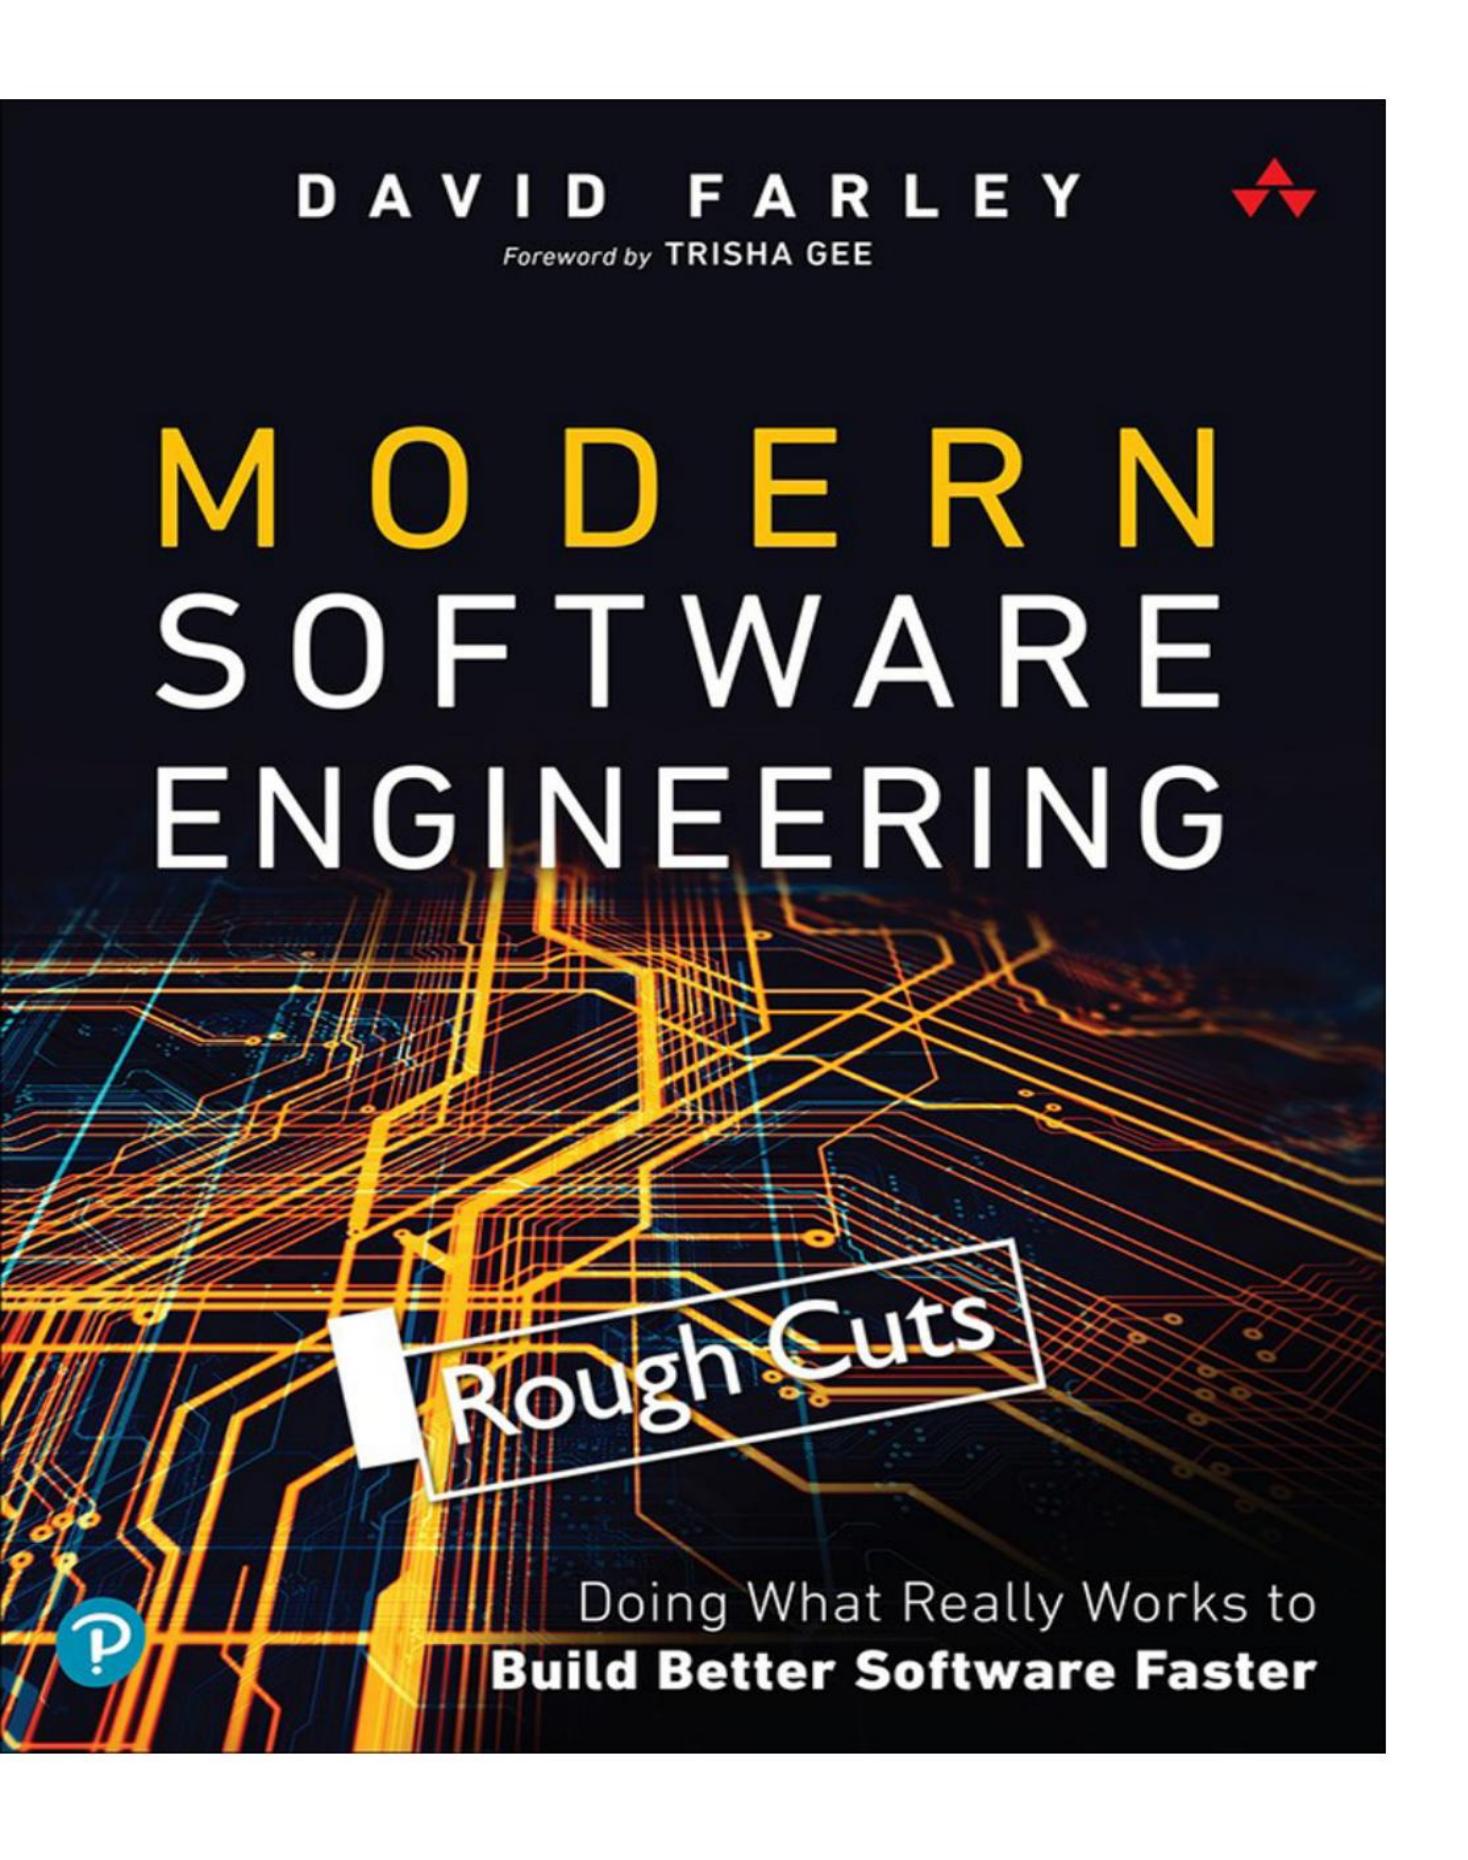 DAVID FARLEY
Foreword by TRISHA GEE
MODERN
SOFTWARE
ENGINEERING
Rough Cuts
Doing What Really Works to
Build Better Software Faster